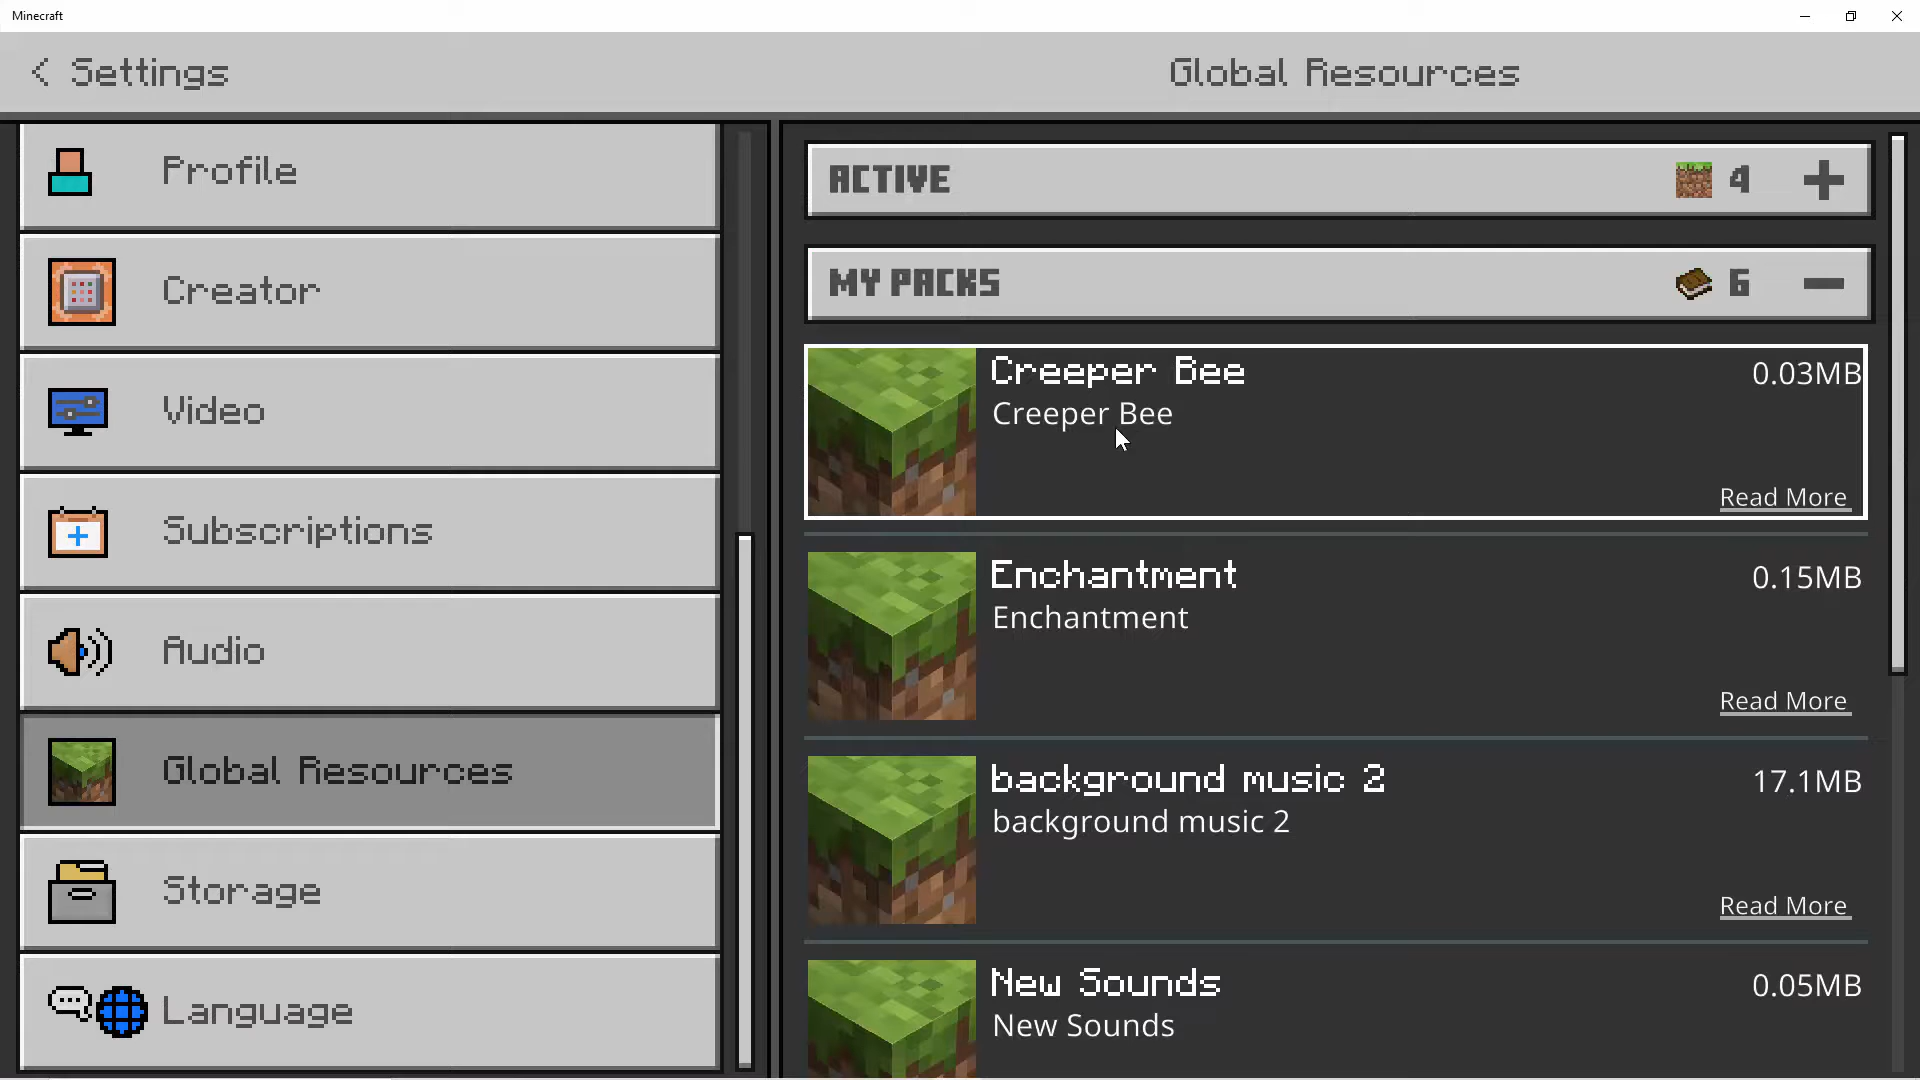 Minecraft
< Settings
Global Resources
Profile
Creator
Video
Subscriptions
Audio
Global Resources
Storage
Language
ACTIVE 4
MY PACKS 6
Creeper Bee 0.03MB
Creeper Bee
Read More
Enchantment 0.15MB
Enchantment
Read More
background music 2 17.1MB
background music 2
Read More
New Sounds 0.05MB
New Sounds